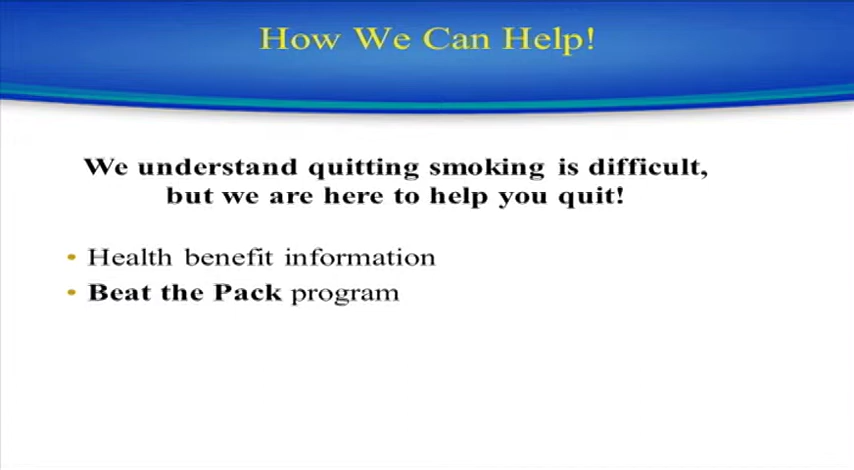 How We Can Help!
We understand quitting smoking is difficult,
but we are here to help you quit!
• Health benefit information
• Beat the Pack program